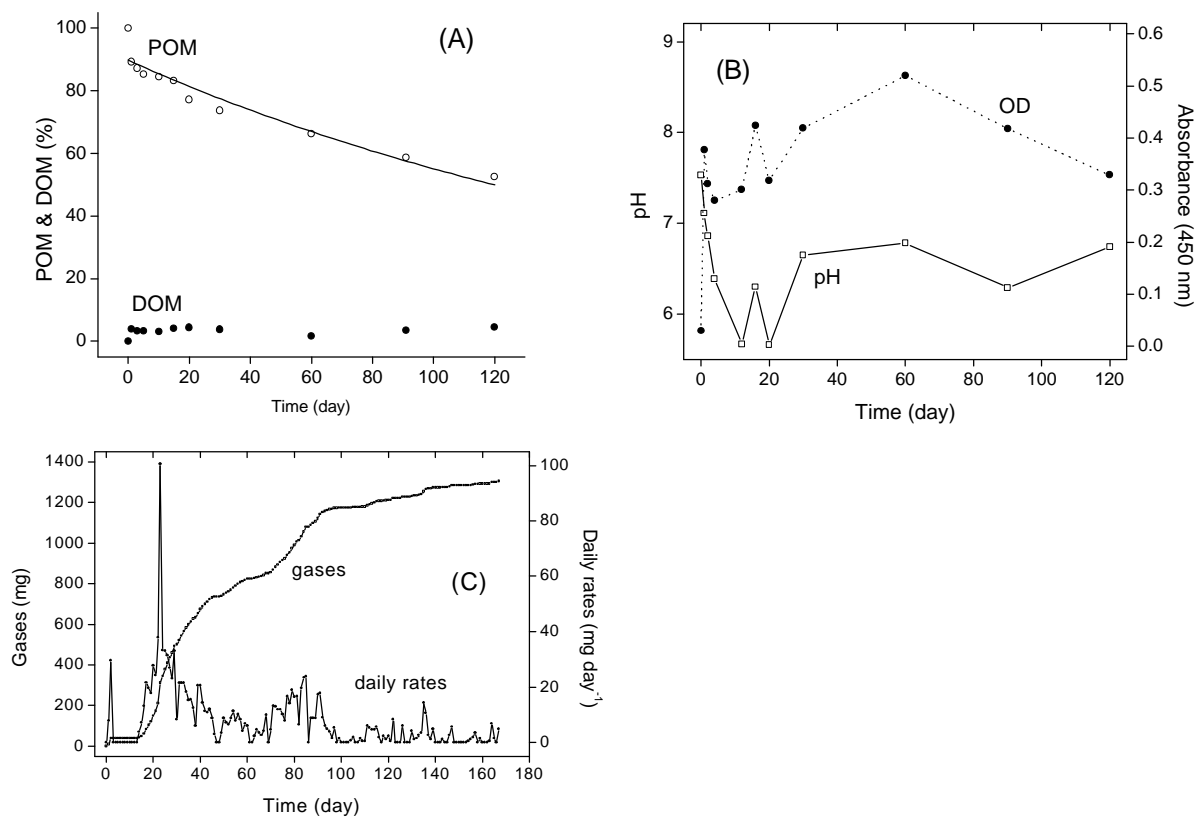 (A)
POM & DOM (%)
100
80
60
40
20
0
POM
DOM
0 20 40 60 80 100 120
Time (day)
(B)
pH
9
8
7
6
OD
pH
0.6
0.5
0.4
0.3
0.2
0.1
0.0
Absorbance (450 nm)
0 20 40 60 80 100 120
Time (day)
(C)
Gases (mg)
1400
1200
1000
800
600
400
200
0
gases
daily rates
100
80
60
40
20
0
Daily rates (mg day⁻¹)
0 20 40 60 80 100 120 140 160 180
Time (day)